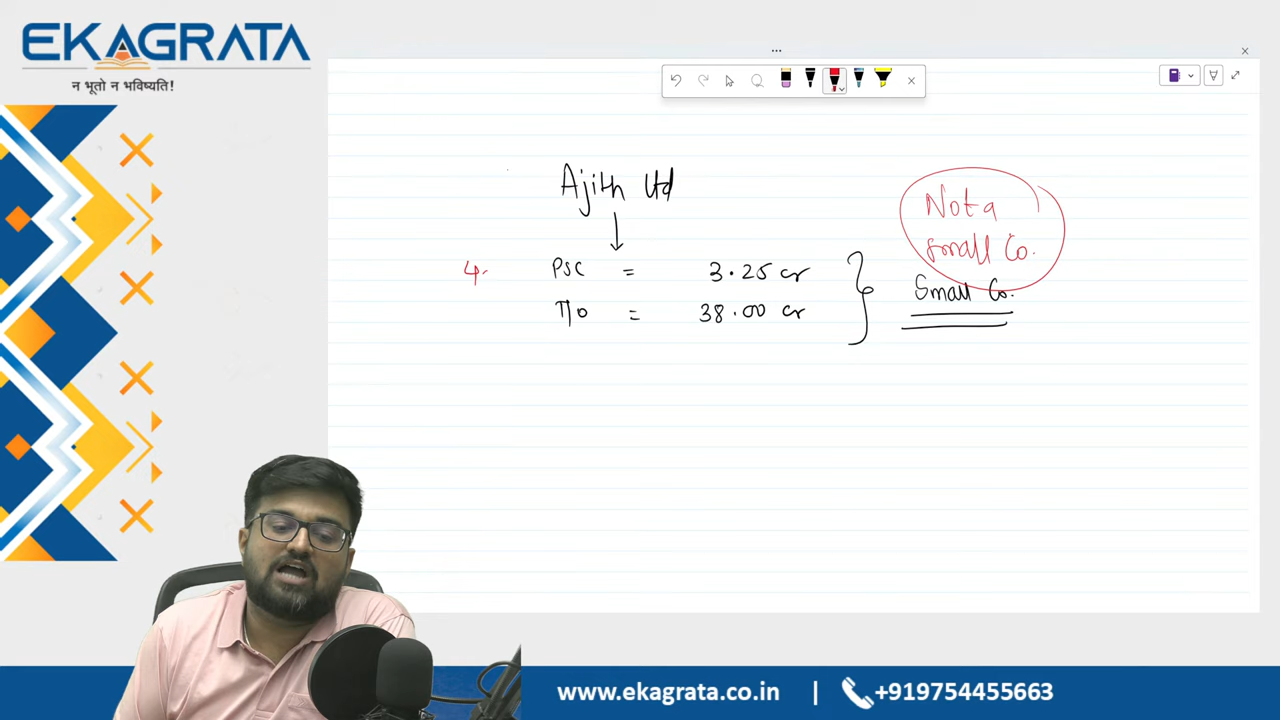 EKAGRATA
न भूतो न भविष्यति!
Ajith Ltd
4.
PSC = 3.25 cr
T/o = 38.00 cr
Not a
small Co.
Small Co.
www.ekagrata.co.in | +919754455663